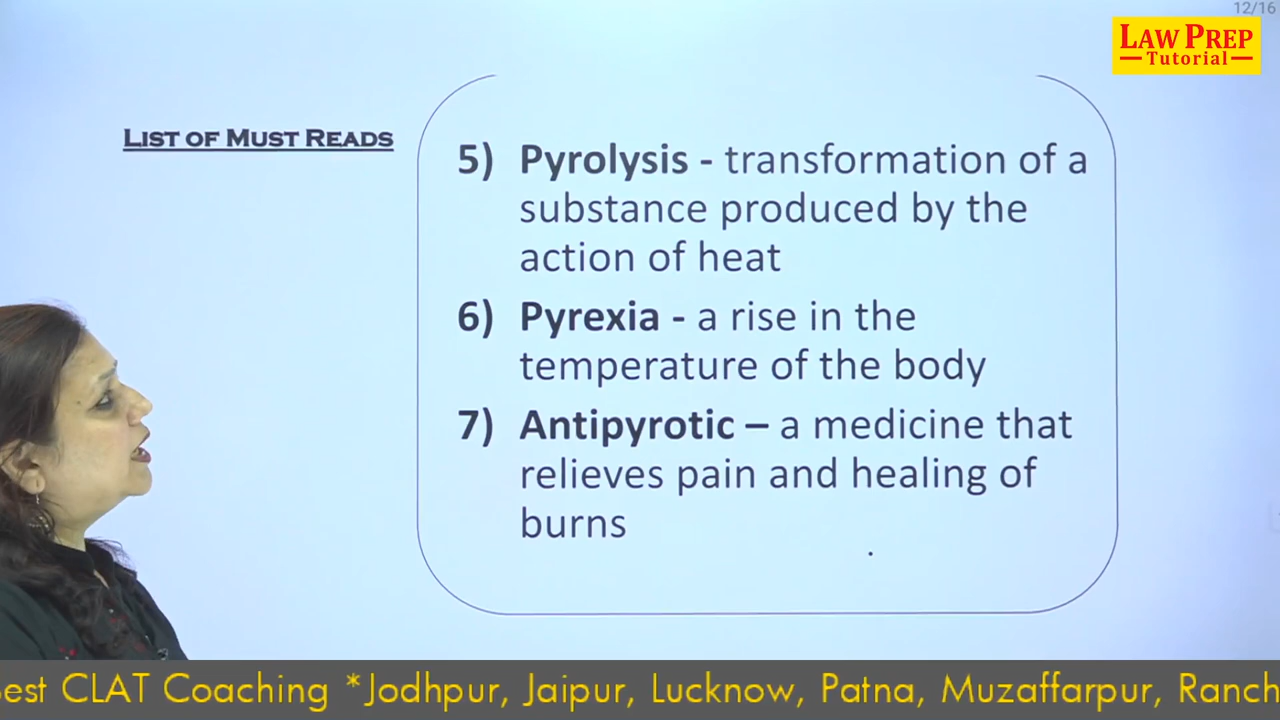 12/16
LAW PREP
Tutorial
LIST OF MUST READS
5) Pyrolysis - transformation of a
substance produced by the
action of heat
6) Pyrexia - a rise in the
temperature of the body
7) Antipyrotic – a medicine that
relieves pain and healing of
burns
est CLAT Coaching *Jodhpur, Jaipur, Lucknow, Patna, Muzaffarpur, Ranch